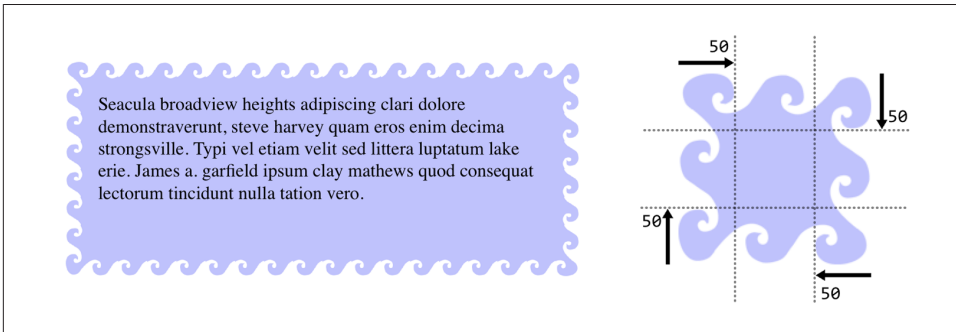 Seacula broadview heights adipiscing clari dolore
demonstraverunt, steve harvey quam eros enim decima
strongsville. Typi vel etiam velit sed littera luptatum lake
erie. James a. garfield ipsum clay mathews quod consequat
lectorum tincidunt nulla tation vero.
50
50
50
50